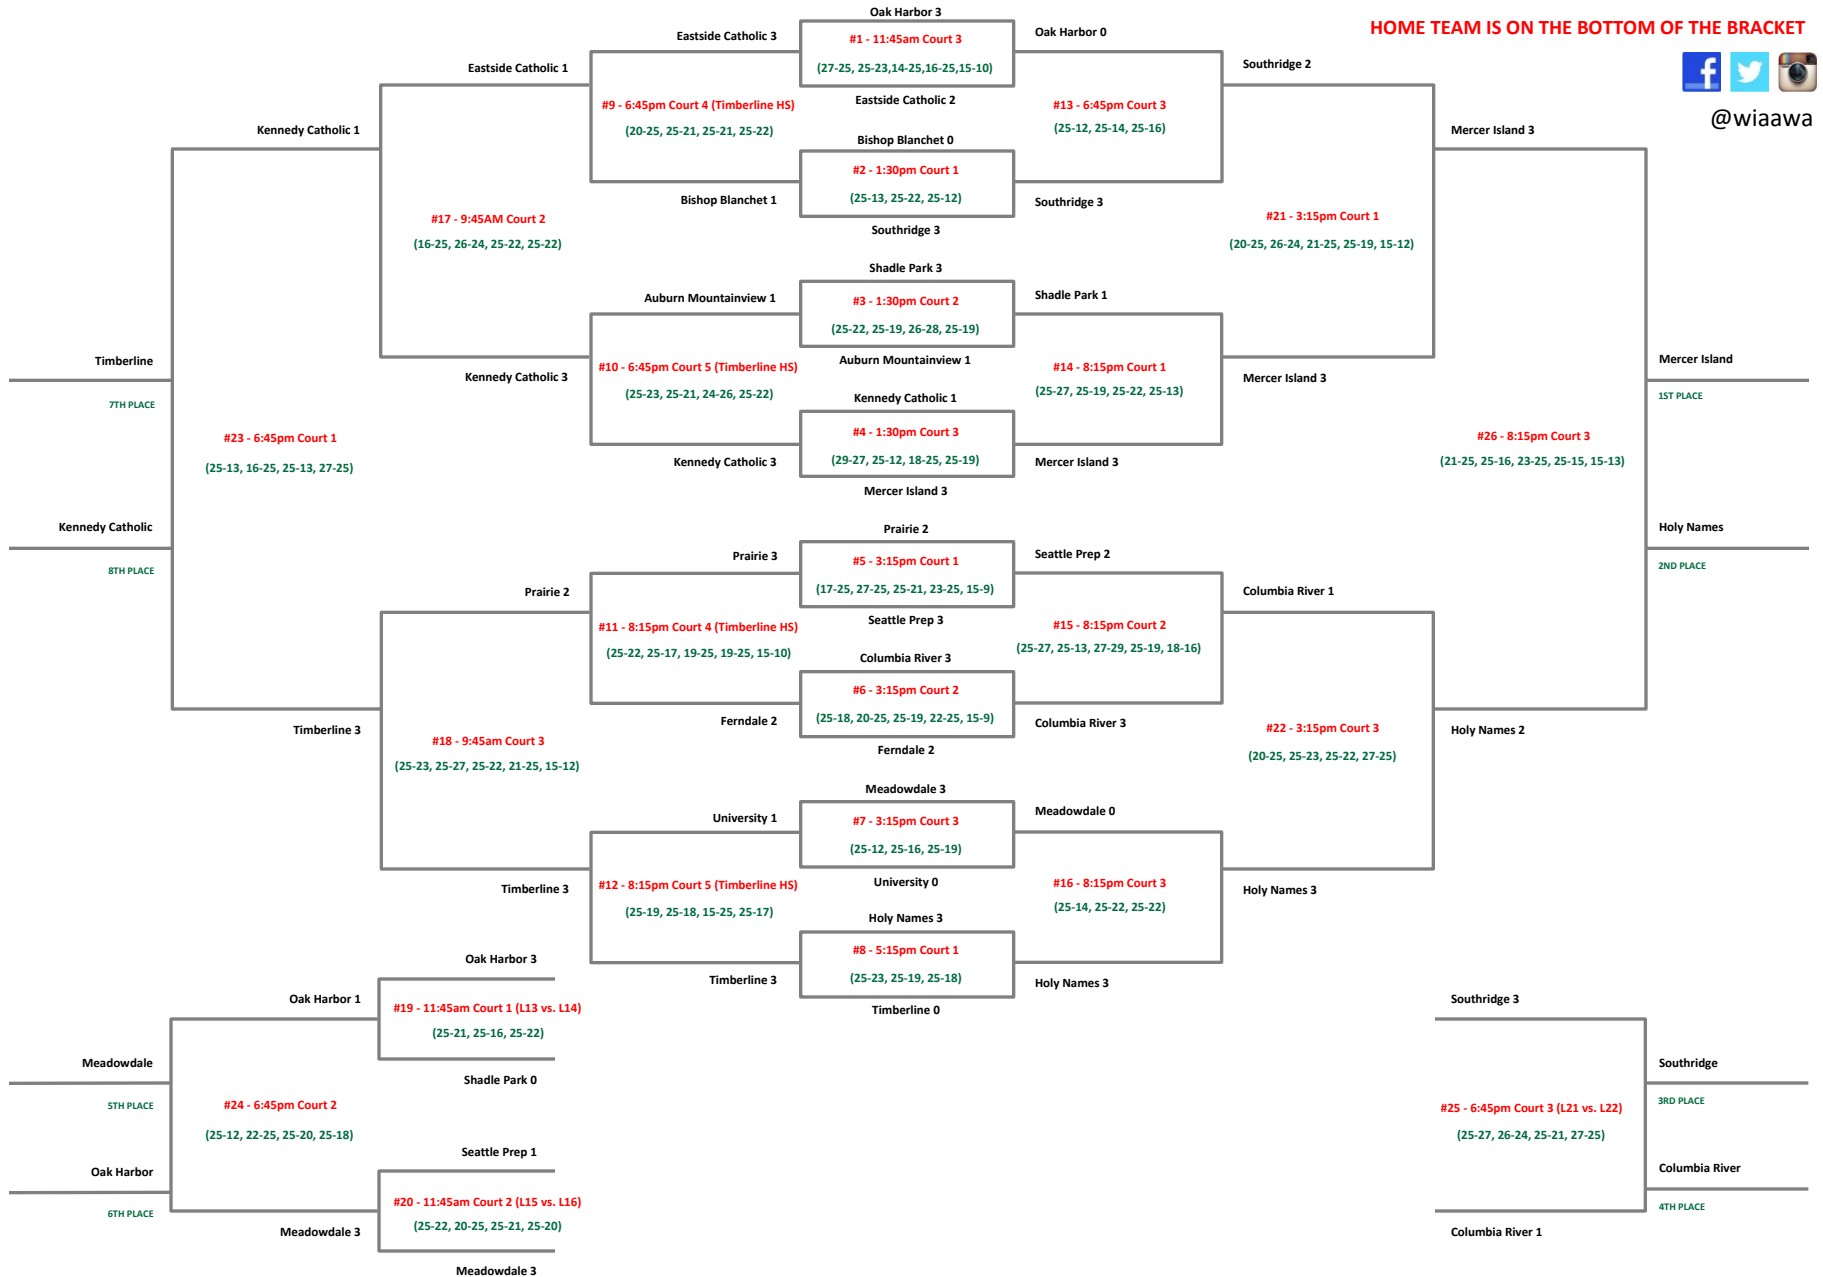 HOME TEAM IS ON THE BOTTOM OF THE BRACKET
@wiaawa
Oak Harbor 3
#1 - 11:45am Court 3
(27-25, 25-23,14-25,16-25,15-10)
Eastside Catholic 2
Bishop Blanchet 0
#2 - 1:30pm Court 1
(25-13, 25-22, 25-12)
Southridge 3
Shadle Park 3
#3 - 1:30pm Court 2
(25-22, 25-19, 26-28, 25-19)
Auburn Mountainview 1
Kennedy Catholic 1
#4 - 1:30pm Court 3
(29-27, 25-12, 18-25, 25-19)
Mercer Island 3
Prairie 2
#5 - 3:15pm Court 1
(17-25, 27-25, 25-21, 23-25, 15-9)
Seattle Prep 3
Columbia River 3
#6 - 3:15pm Court 2
(25-18, 20-25, 25-19, 22-25, 15-9)
Ferndale 2
Meadowdale 3
#7 - 3:15pm Court 3
(25-12, 25-16, 25-19)
University 0
Holy Names 3
#8 - 5:15pm Court 1
(25-23, 25-19, 25-18)
Timberline 0
Eastside Catholic 3
#9 - 6:45pm Court 4 (Timberline HS)
(20-25, 25-21, 25-21, 25-22)
Bishop Blanchet 1
Auburn Mountainview 1
#10 - 6:45pm Court 5 (Timberline HS)
(25-23, 25-21, 24-26, 25-22)
Kennedy Catholic 3
Prairie 3
#11 - 8:15pm Court 4 (Timberline HS)
(25-22, 25-17, 19-25, 19-25, 15-10)
Ferndale 2
University 1
#12 - 8:15pm Court 5 (Timberline HS)
(25-19, 25-18, 15-25, 25-17)
Timberline 3
Oak Harbor 0
#13 - 6:45pm Court 3
(25-12, 25-14, 25-16)
Southridge 3
Shadle Park 1
#14 - 8:15pm Court 1
(25-27, 25-19, 25-22, 25-13)
Mercer Island 3
Seattle Prep 2
#15 - 8:15pm Court 2
(25-27, 25-13, 27-29, 25-19, 18-16)
Columbia River 3
Meadowdale 0
#16 - 8:15pm Court 3
(25-14, 25-22, 25-22)
Holy Names 3
Eastside Catholic 1
#17 - 9:45AM Court 2
(16-25, 26-24, 25-22, 25-22)
Kennedy Catholic 3
Prairie 2
#18 - 9:45am Court 3
(25-23, 25-27, 25-22, 21-25, 15-12)
Timberline 3
Oak Harbor 3
#19 - 11:45am Court 1 (L13 vs. L14)
(25-21, 25-16, 25-22)
Shadle Park 0
Seattle Prep 1
#20 - 11:45am Court 2 (L15 vs. L16)
(25-22, 20-25, 25-21, 25-20)
Meadowdale 3
Southridge 2
#21 - 3:15pm Court 1
(20-25, 26-24, 21-25, 25-19, 15-12)
Mercer Island 3
Columbia River 1
#22 - 3:15pm Court 3
(20-25, 25-23, 25-22, 27-25)
Holy Names 3
Kennedy Catholic 1
#23 - 6:45pm Court 1
(25-13, 16-25, 25-13, 27-25)
Timberline 3
Timberline
7TH PLACE
Kennedy Catholic
8TH PLACE
Oak Harbor 1
#24 - 6:45pm Court 2
(25-12, 22-25, 25-20, 25-18)
Meadowdale 3
Meadowdale
5TH PLACE
Oak Harbor
6TH PLACE
Southridge 3
#25 - 6:45pm Court 3 (L21 vs. L22)
(25-27, 26-24, 25-21, 27-25)
Columbia River 1
Southridge
3RD PLACE
Columbia River
4TH PLACE
Mercer Island 3
#26 - 8:15pm Court 3
(21-25, 25-16, 23-25, 25-15, 15-13)
Holy Names 2
Mercer Island
1ST PLACE
Holy Names
2ND PLACE